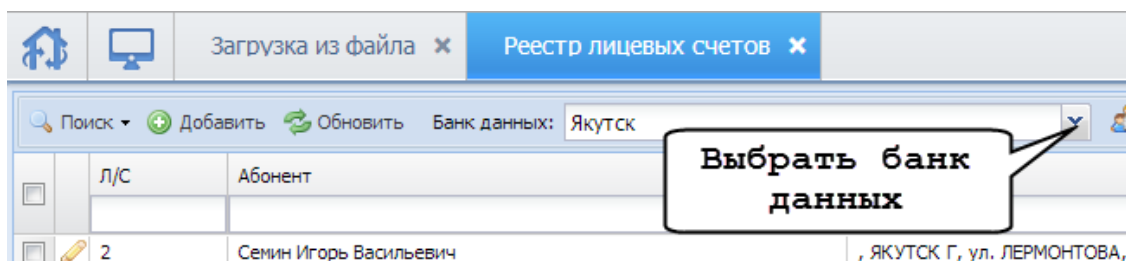 Загрузка из файла
Реестр лицевых счетов
Поиск Добавить Обновить Банк данных: Якутск
Выбрать банк
данных
Л/С Абонент
2 Семин Игорь Васильевич , ЯКУТСК Г, ул. ЛЕРМОНТОВА,